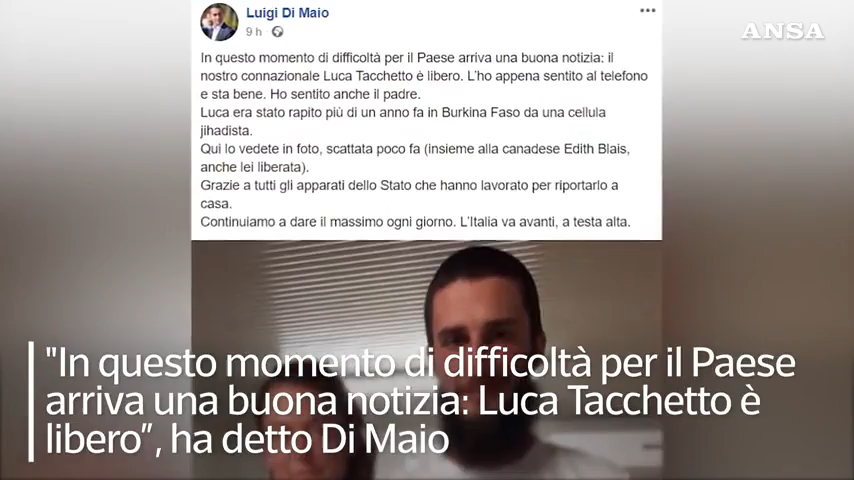 Luigi Di Maio
9 h
ANSA
In questo momento di difficoltà per il Paese arriva una buona notizia: il
nostro connazionale Luca Tacchetto è libero. L'ho appena sentito al telefono
e sta bene. Ho sentito anche il padre.
Luca era stato rapito più di un anno fa in Burkina Faso da una cellula
jihadista.
Qui lo vedete in foto, scattata poco fa (insieme alla canadese Edith Blais,
anche lei liberata).
Grazie a tutti gli apparati dello Stato che hanno lavorato per riportarlo a
casa.
Continuiamo a dare il massimo ogni giorno. L'Italia va avanti, a testa alta.
"In questo momento di difficoltà per il Paese
arriva una buona notizia: Luca Tacchetto è
libero”, ha detto Di Maio